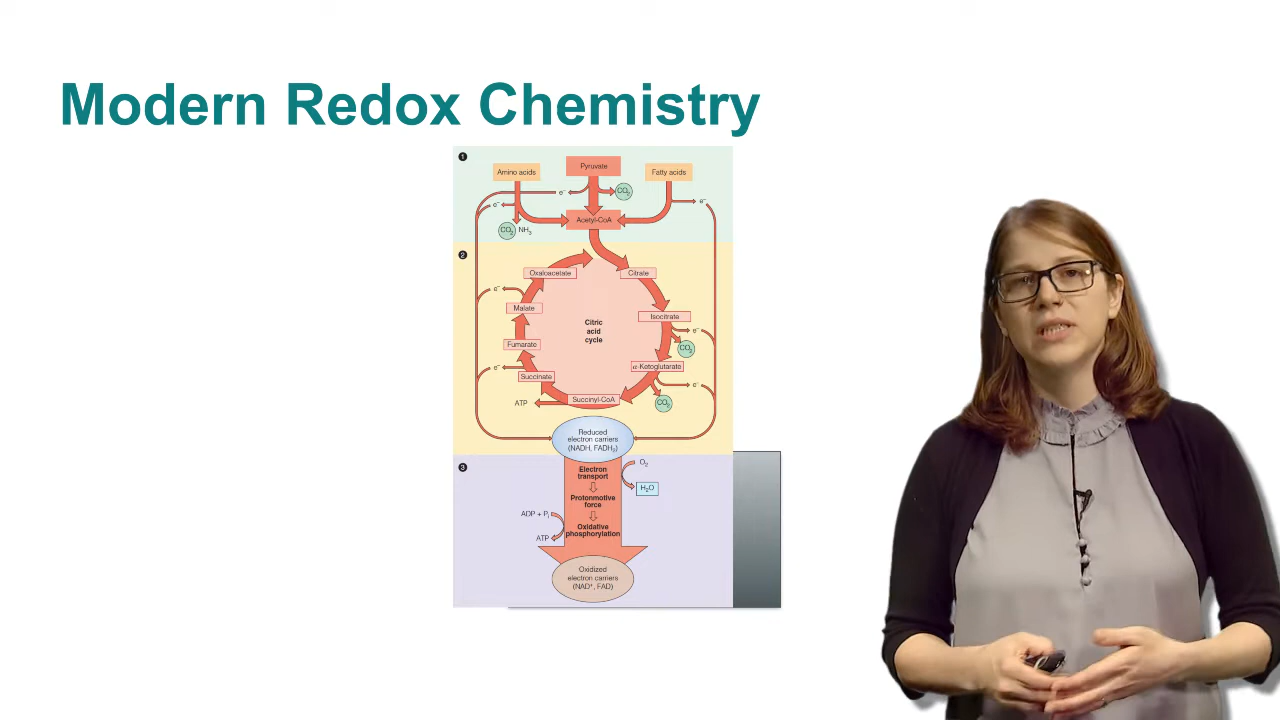 Modern Redox Chemistry
1
Amino acids
Pyruvate
Fatty acids
e⁻
CO₂
e⁻
e⁻
Acetyl-CoA
CO₂ NH₃
2
Oxaloacetate
Citrate
e⁻
Malate
Isocitrate
Citric
acid
cycle
e⁻
Fumarate
CO₂
α-Ketoglutarate
e⁻
Succinate
e⁻
ATP
Succinyl-CoA
CO₂
Reduced
electron carriers
(NADH, FADH₂)
3
Electron
transport
O₂
H₂O
Protonmotive
force
ADP + Pᵢ
Oxidative
phosphorylation
ATP
Oxidized
electron carriers
(NAD⁺, FAD)